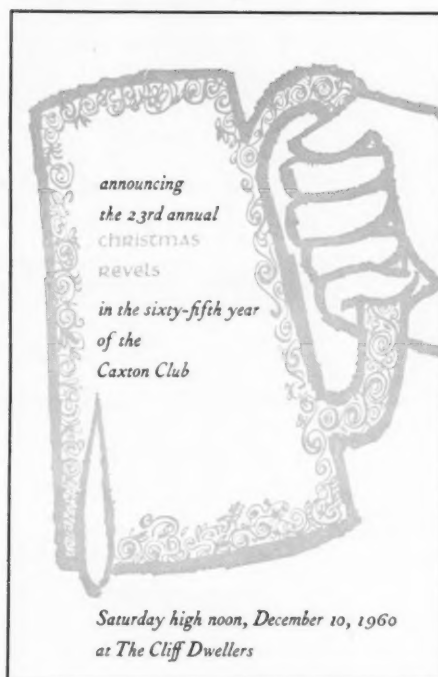 announcing
the 23rd annual
christmas
revels
in the sixty-fifth year
of the
Caxton Club
Saturday high noon, December 10, 1960
at The Cliff Dwellers